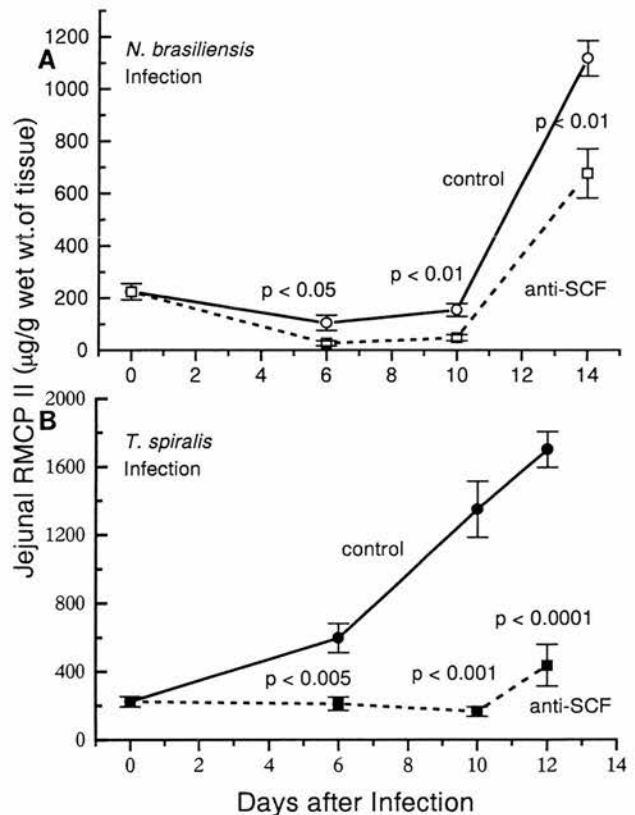 Jejunal RMCP II (µg/g wet wt.of tissue)
A
N. brasiliensis
Infection
1200
1000
800
600
400
200
0
p < 0.01
control
p < 0.01
p < 0.05
anti-SCF
0 2 4 6 8 10 12 14
B
T. spiralis
Infection
2000
1600
1200
800
400
0
control
p < 0.0001
p < 0.001
p < 0.005
anti-SCF
0 2 4 6 8 10 12 14
Days after Infection